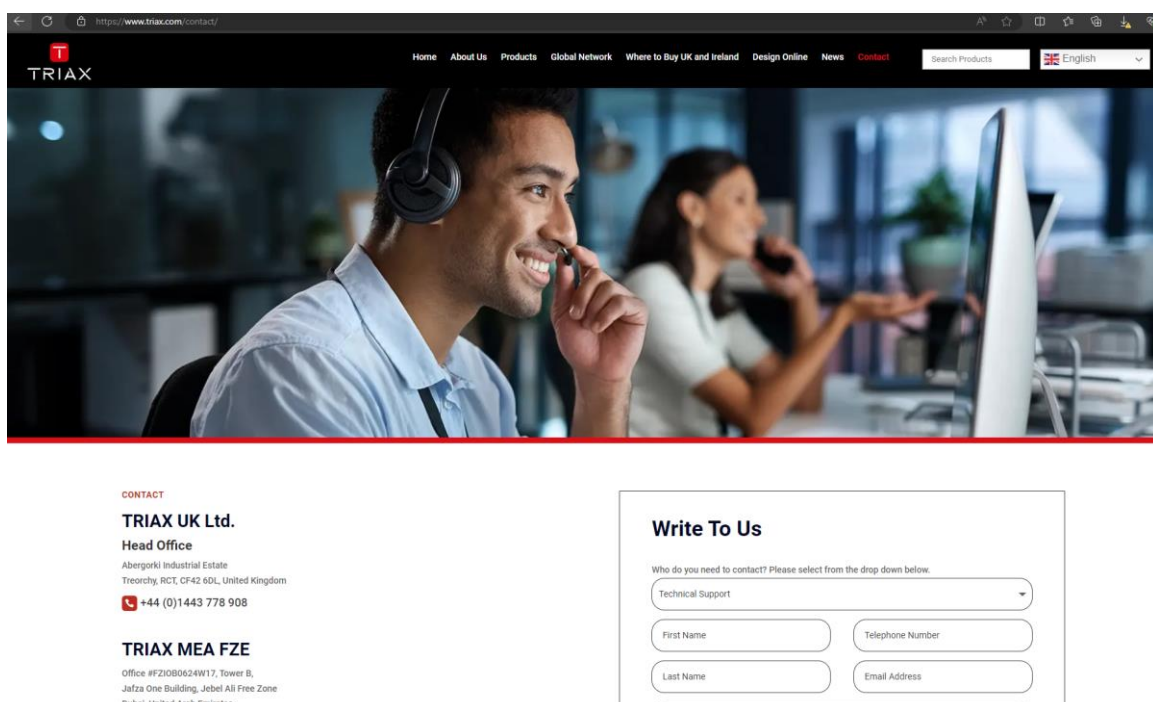 https://www.triax.com/contact/
T
TRIAX
Home About Us Products Global Network Where to Buy UK and Ireland Design Online News Contact
Search Products
English
CONTACT
TRIAX UK Ltd.
Head Office
Abergorki Industrial Estate
Treorchy, RCT, CF42 6DL, United Kingdom
+44 (0)1443 778 908
TRIAX MEA FZE
Office #FZIOB0624W17, Tower B,
Jafza One Building, Jebel Ali Free Zone
Dubai, United Arab Emirates
Write To Us
Who do you need to contact? Please select from the drop down below.
Technical Support
First Name Telephone Number
Last Name Email Address